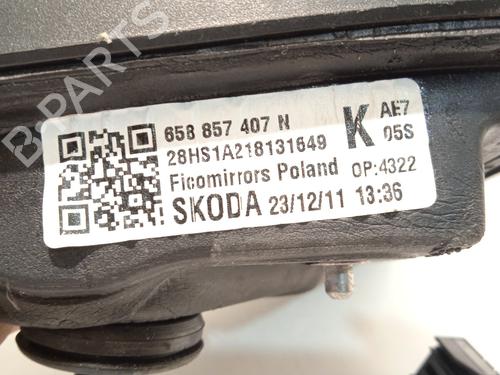 658 857 407 N
K
AE7
05S
28HS1A218131649
Ficomirrors Poland
OP:4322
SKODA 23/12/11 13:36
B PARTS